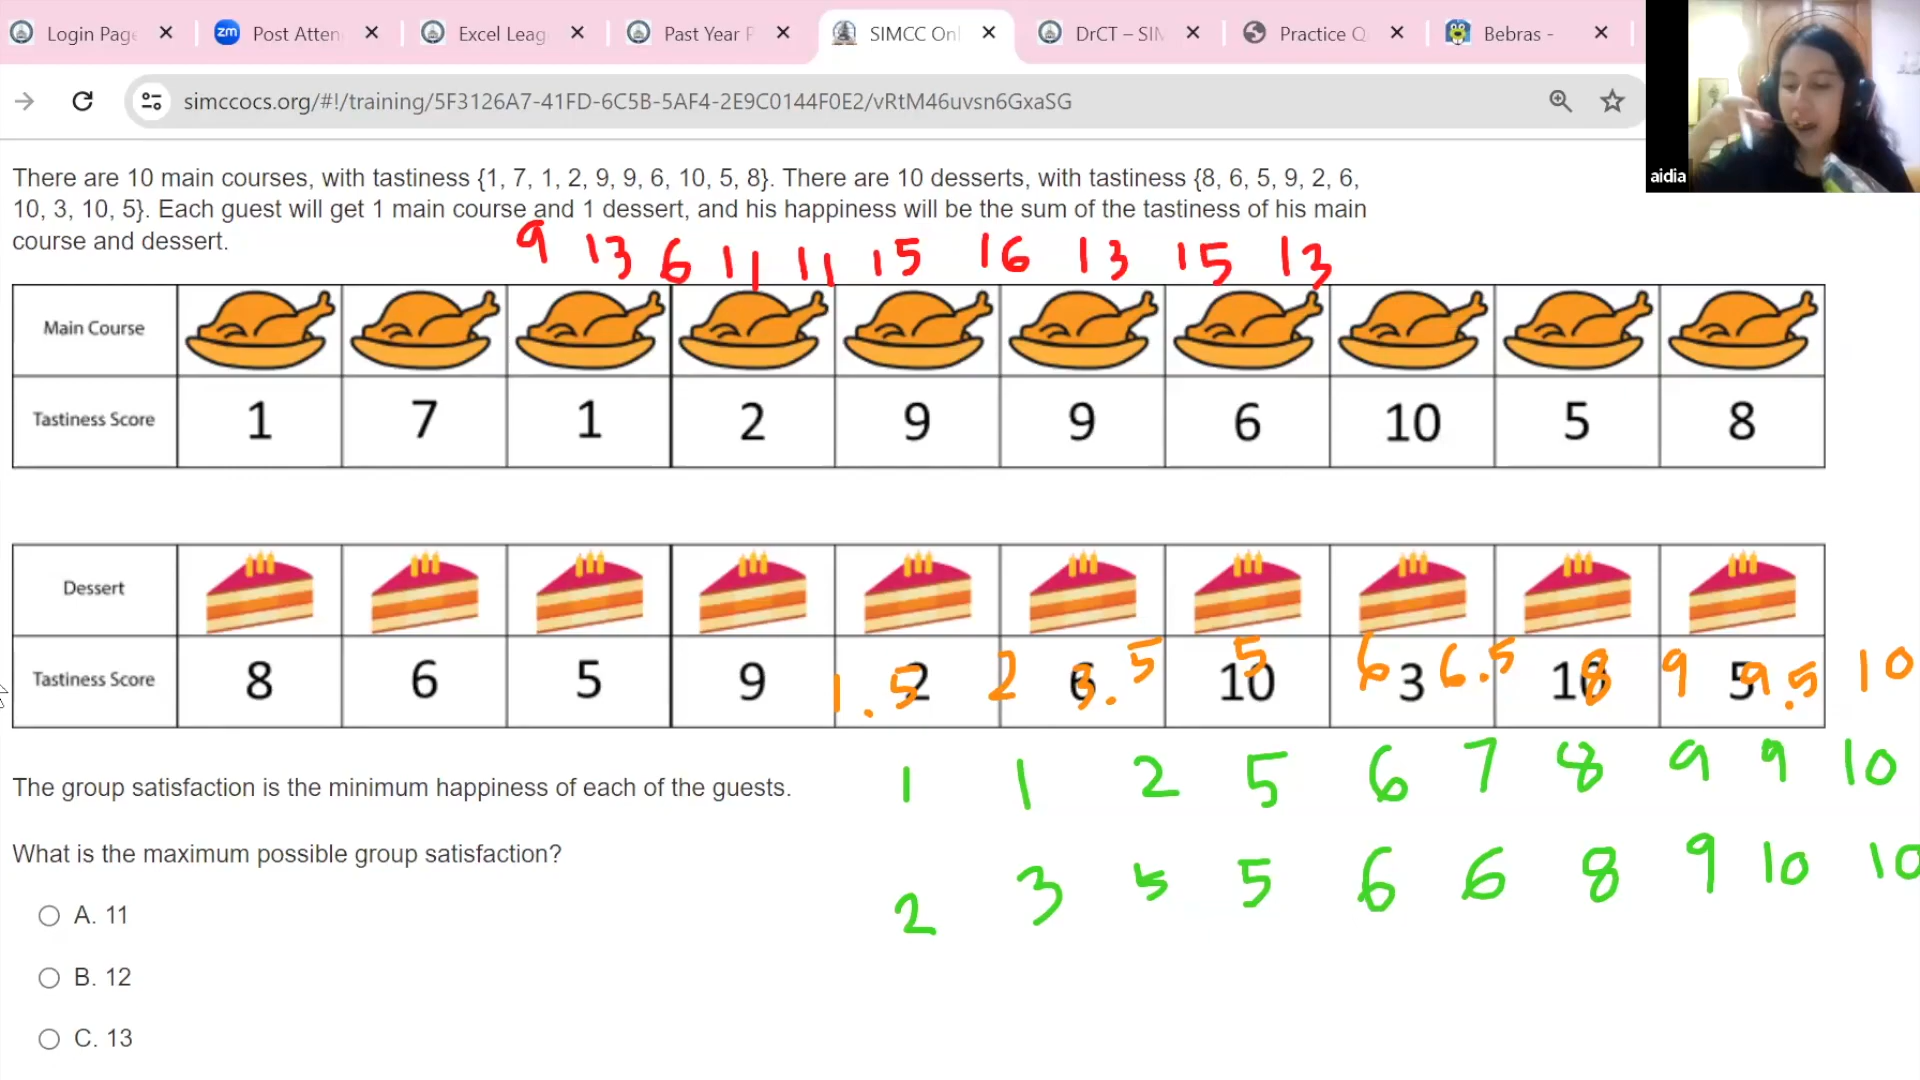 Login Page
Post Atten
Excel Leag
Past Year P
SIMCC Onl
DrCT – SIM
Practice Q
Bebras -
zm
simccocs.org/#!/training/5F3126A7-41FD-6C5B-5AF4-2E9C0144F0E2/vRtM46uvsn6GxaSG
aidia
There are 10 main courses, with tastiness {1, 7, 1, 2, 9, 9, 6, 10, 5, 8}. There are 10 desserts, with tastiness {8, 6, 5, 9, 2, 6,
10, 3, 10, 5}. Each guest will get 1 main course and 1 dessert, and his happiness will be the sum of the tastiness of his main
course and dessert.
9 13 6 11 11 15 16 13 15 13
Main Course
Tastiness Score 1 7 1 2 9 9 6 10 5 8
Dessert
Tastiness Score 8 6 5 9 2 6 10 3 10 5
1.5 2 3.5 5 6 6.5 8 9 9.5 10
The group satisfaction is the minimum happiness of each of the guests.
1 1 2 5 6 7 8 9 9 10
What is the maximum possible group satisfaction?
2 3 5 5 6 6 8 9 10 10
A. 11
B. 12
C. 13